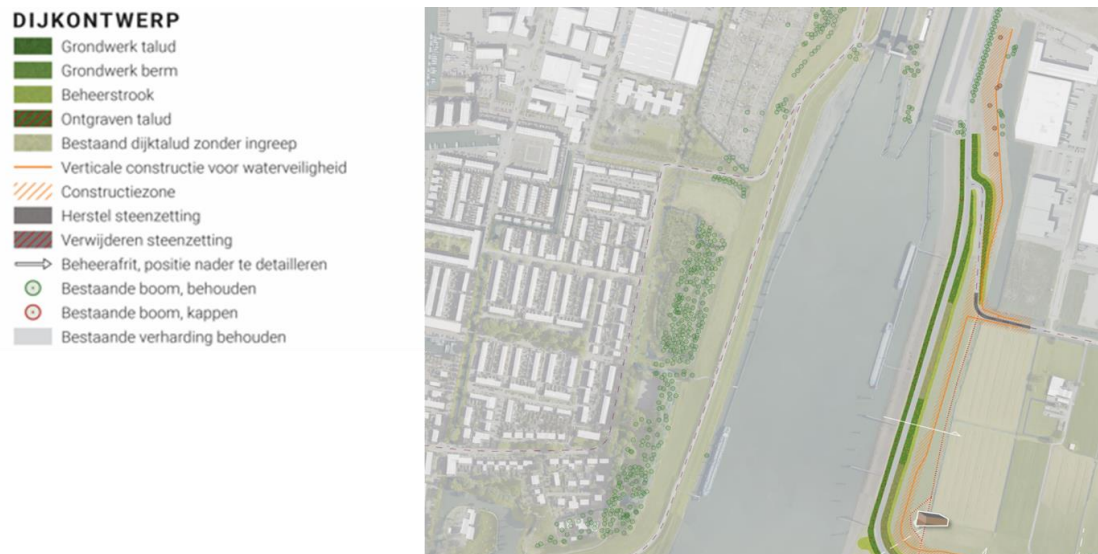 DIJKONTWERP
Grondwerk talud
Grondwerk berm
Beheerstrook
Ontgraven talud
Bestaand dijktalud zonder ingreep
Verticale constructie voor waterveiligheid
Constructiezone
Herstel steenzetting
Verwijderen steenzetting
Beheerafrit, positie nader te detailleren
Bestaande boom, behouden
Bestaande boom, kappen
Bestaande verharding behouden